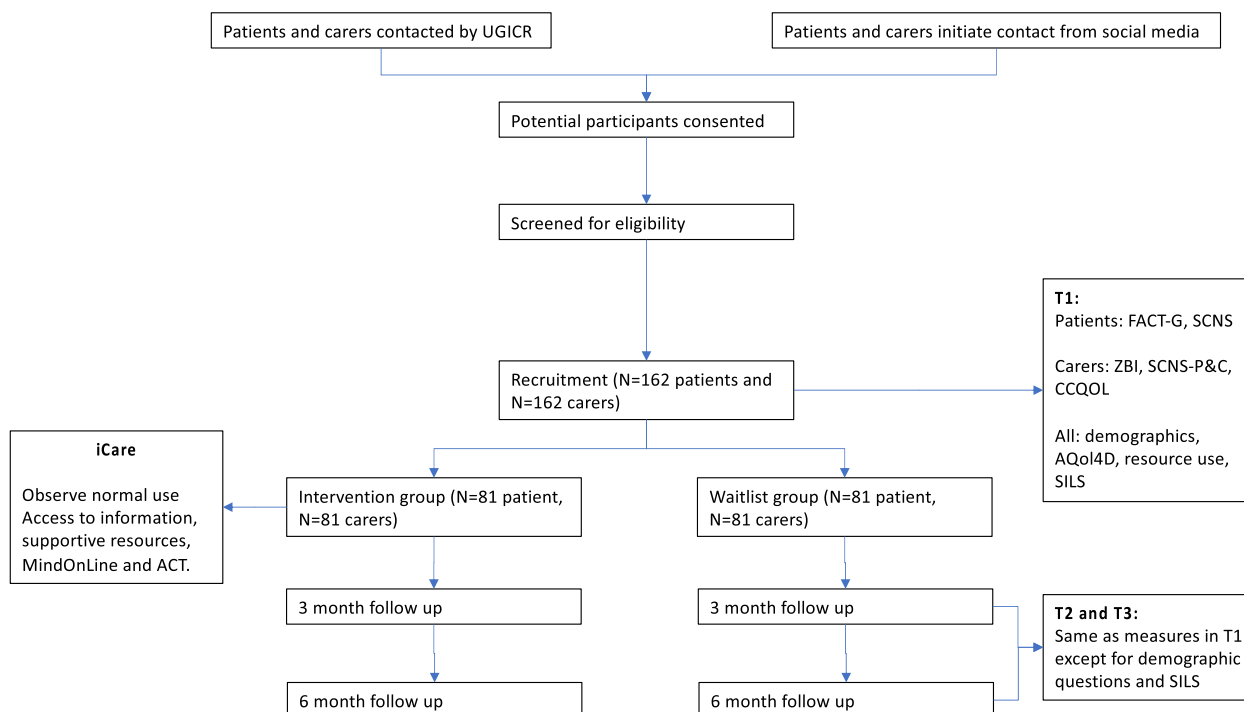 Patients and carers contacted by UGICR
Patients and carers initiate contact from social media
Potential participants consented
Screened for eligibility
T1:
Patients: FACT-G, SCNS
Carers: ZBI, SCNS-P&C,
CCQOL
All: demographics,
AQol4D, resource use,
SILS
Recruitment (N=162 patients and
N=162 carers)
iCare
Observe normal use
Access to information,
supportive resources,
MindOnLine and ACT.
Intervention group (N=81 patient,
N=81 carers)
Waitlist group (N=81 patient,
N=81 carers)
3 month follow up
3 month follow up
T2 and T3:
Same as measures in T1
except for demographic
questions and SILS
6 month follow up
6 month follow up